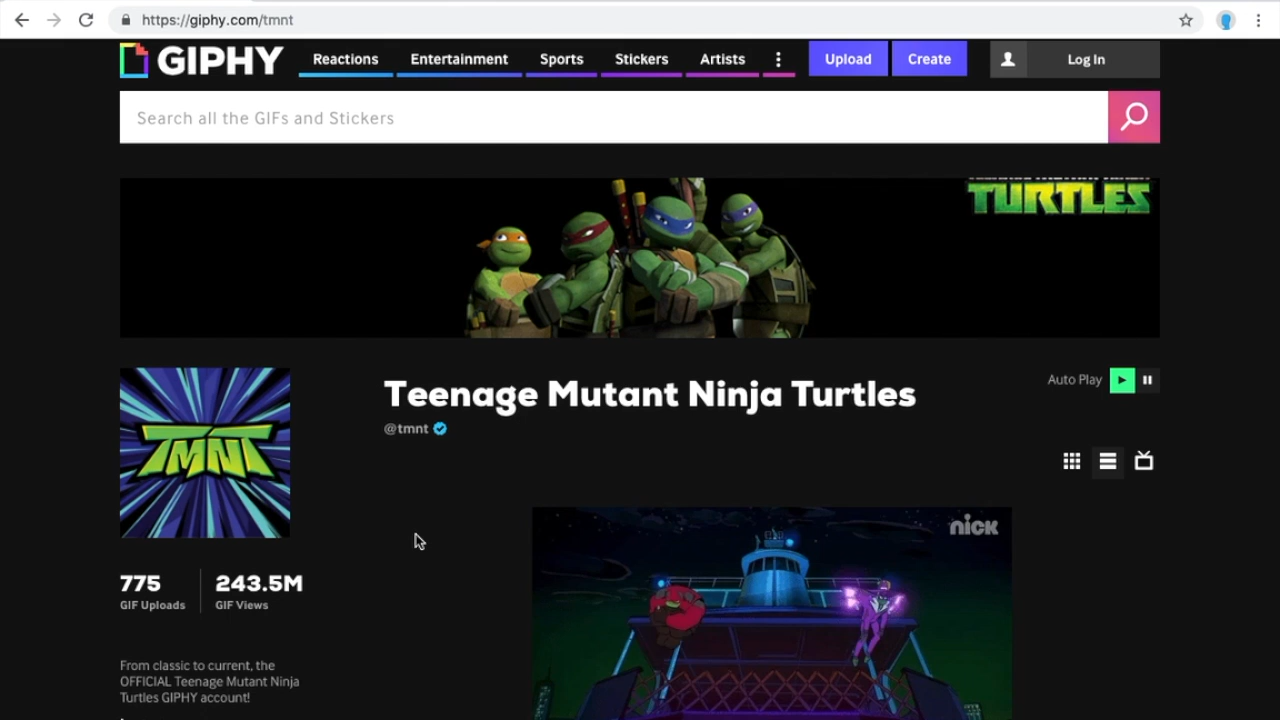 https://giphy.com/tmnt
GIPHY
Reactions
Entertainment
Sports
Stickers
Artists
Upload
Create
Log In
Search all the GIFs and Stickers
TURTLES
TMNT
Teenage Mutant Ninja Turtles
@tmnt
Auto Play
nick
775
GIF Uploads
243.5M
GIF Views
From classic to current, the
OFFICIAL Teenage Mutant Ninja
Turtles GIPHY account!